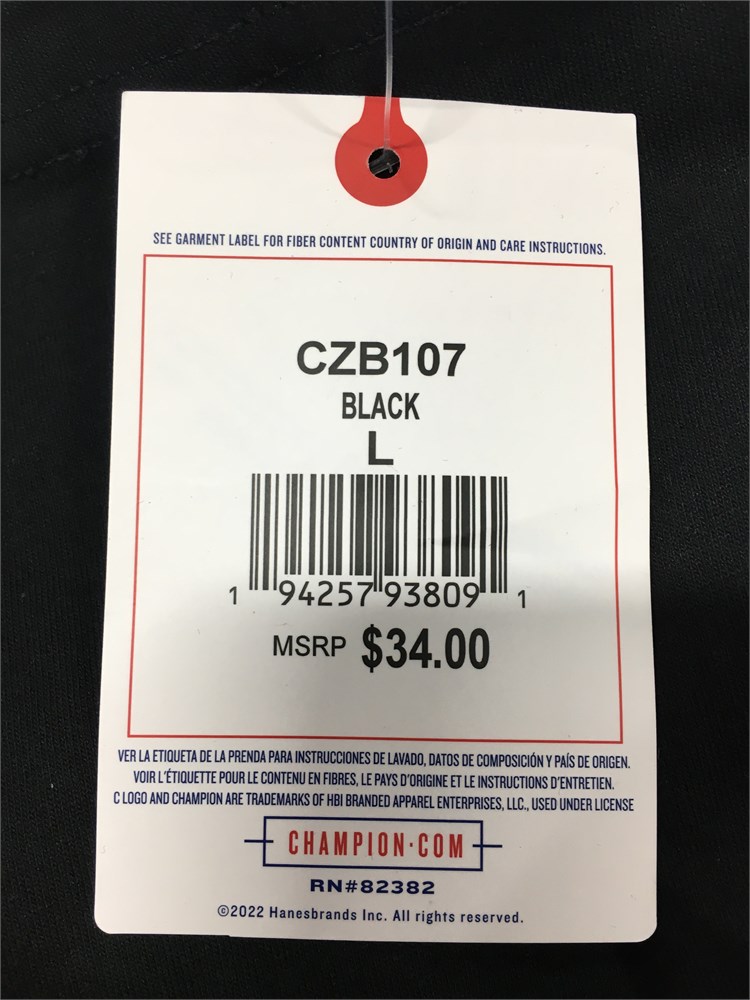 SEE GARMENT LABEL FOR FIBER CONTENT COUNTRY OF ORIGIN AND CARE INSTRUCTIONS.
CZB107
BLACK
L
1 94257 93809 1
MSRP $34.00
VER LA ETIQUETA DE LA PRENDA PARA INSTRUCCIONES DE LAVADO, DATOS DE COMPOSICIÓN Y PAÍS DE ORIGEN.
VOIR L'ÉTIQUETTE POUR LE CONTENU EN FIBRES, LE PAYS D'ORIGINE ET LE INSTRUCTIONS D'ENTRETIEN.
C LOGO AND CHAMPION ARE TRADEMARKS OF HBI BRANDED APPAREL ENTERPRISES, LLC., USED UNDER LICENSE
CHAMPION·COM
RN#82382
©2022 Hanesbrands Inc. All rights reserved.